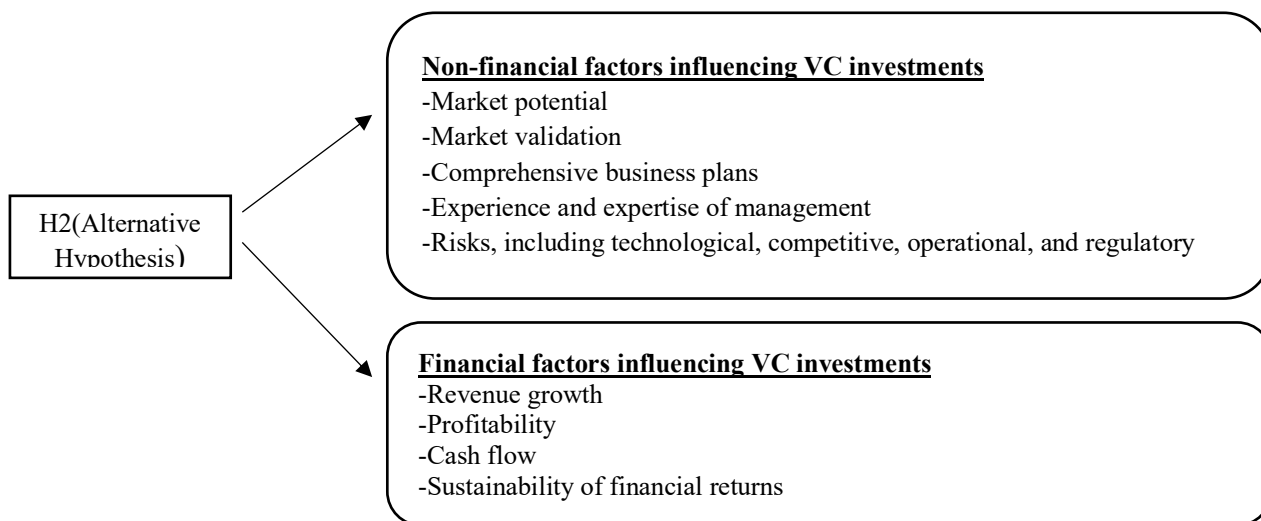 Non-financial factors influencing VC investments
-Market potential
-Market validation
-Comprehensive business plans
-Experience and expertise of management
-Risks, including technological, competitive, operational, and regulatory
H2(Alternative
Hypothesis)
Financial factors influencing VC investments
-Revenue growth
-Profitability
-Cash flow
-Sustainability of financial returns